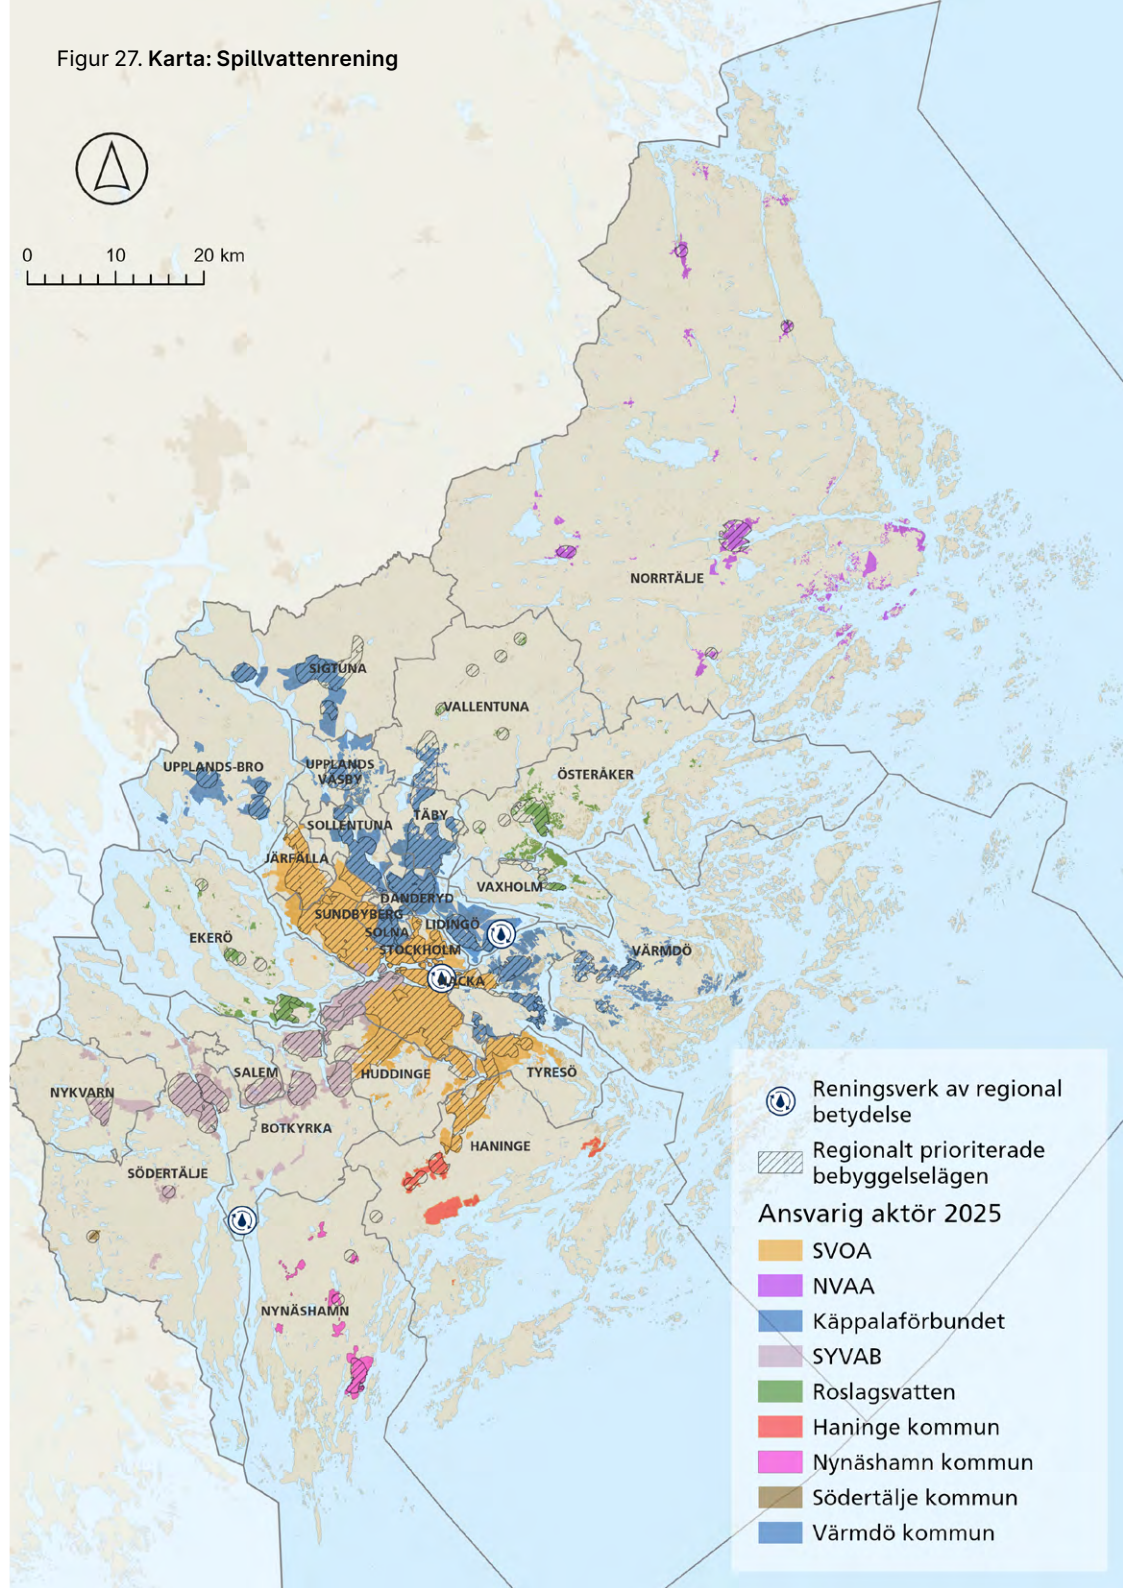 Figur 27. Karta: Spillvattenrening
0 10 20 km
NORRTÄLJE
SIGTUNA
VALLENTUNA
UPPLANDS-BRO
UPPLANDS
VÄSBY
ÖSTERÅKER
TÄBY
SOLLENTUNA
JÄRFÄLLA
VAXHOLM
DANDERYD
SUNDBYBERG
LIDINGÖ
SOLNA
EKERÖ
STOCKHOLM
VÄRMDÖ
NACKA
SALEM
HUDDINGE
TYRESÖ
NYKVARN
BOTKYRKA
HANINGE
SÖDERTÄLJE
NYNÄSHAMN
Reningsverk av regional
betydelse
Regionalt prioriterade
bebyggelselägen
Ansvarig aktör 2025
SVOA
NVAA
Käppalaförbundet
SYVAB
Roslagsvatten
Haninge kommun
Nynäshamn kommun
Södertälje kommun
Värmdö kommun